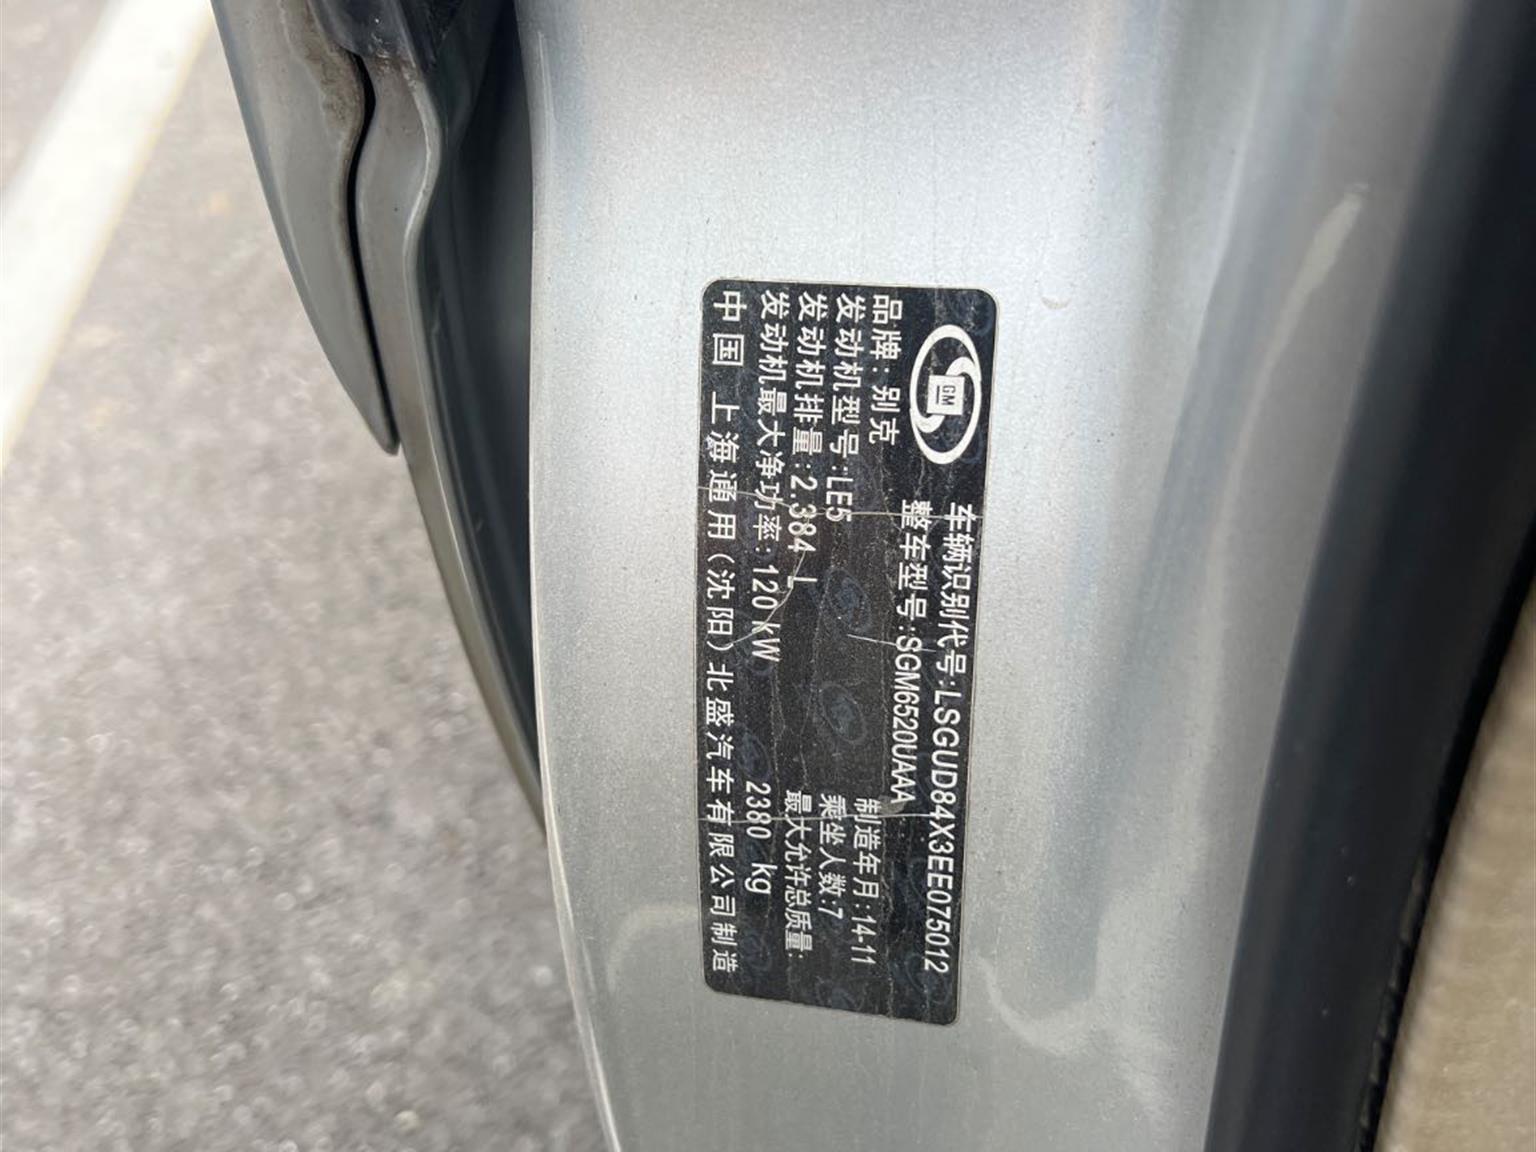 GM
车辆识别代号:LSGUD84X3EE075012
整车型号:SGM6520UAAA
品牌:别克
制造年月:14-11
发动机型号:LE5
乘坐人数:7
发动机排量:2.384 L
最大允许总质量:
发动机最大净功率:120 kW
2380 kg
中国 上海通用(沈阳)北盛汽车有限公司制造